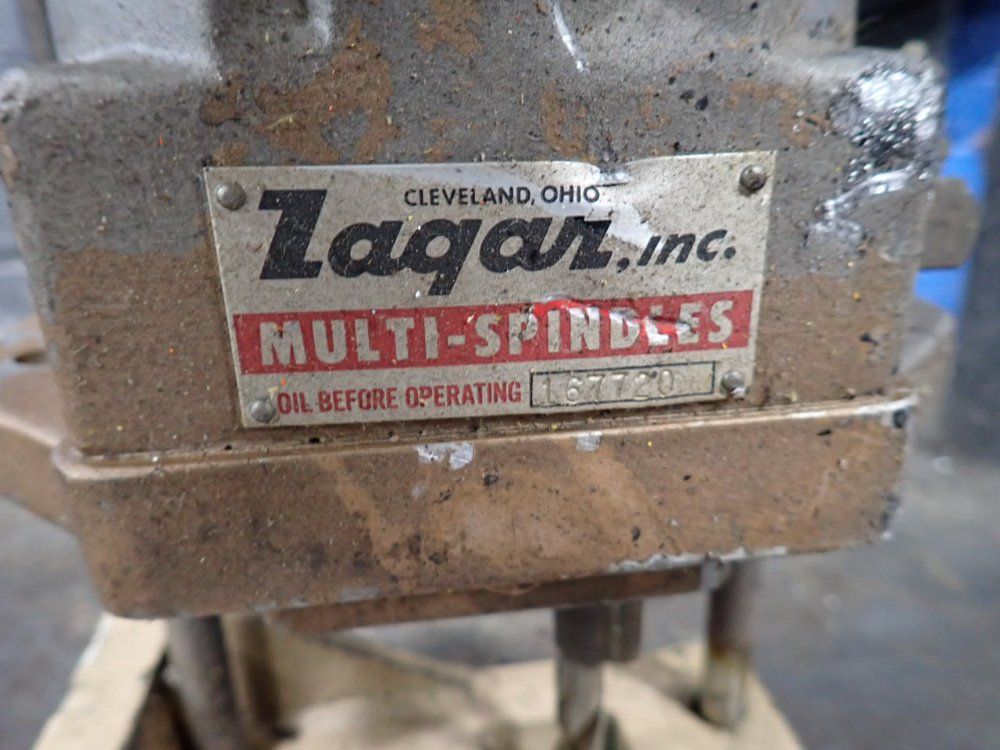 CLEVELAND, OHIO
Zagar, inc.
MULTI-SPINDLES
OIL BEFORE OPERATING 167720